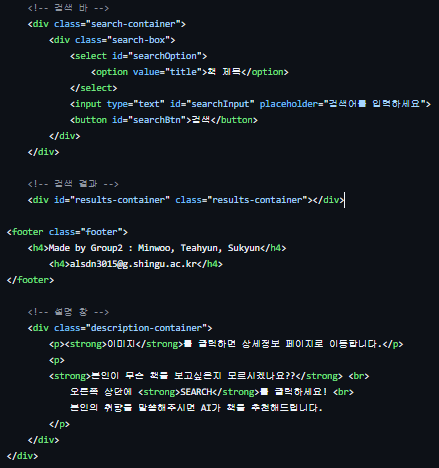 <!-- 검색 바 -->
<div class="search-container">
<div class="search-box">
<select id="searchOption">
<option value="title">책 제목</option>
</select>
<input type="text" id="searchInput" placeholder="검색어를 입력하세요">
<button id="searchBtn">검색</button>
</div>
</div>
<!-- 검색 결과 -->
<div id="results-container" class="results-container"></div>
<footer class="footer">
<h4>Made by Group2 : Minwoo, Teahyun, Sukyun</h4>
<h4>alsdn3015@g.shingu.ac.kr</h4>
</footer>
<!-- 설명 창 -->
<div class="description-container">
<p><strong>이미지</strong>를 클릭하면 상세정보 페이지로 이동합니다.</p>
<p>
<strong>본인이 무슨 책을 보고싶은지 모르시겠나요??</strong> <br>
오른쪽 상단에 <strong>SEARCH</strong>를 클릭하세요! <br>
본인의 취향을 말씀해주시면 AI가 책을 추천해드립니다.
</p>
</div>
</div>